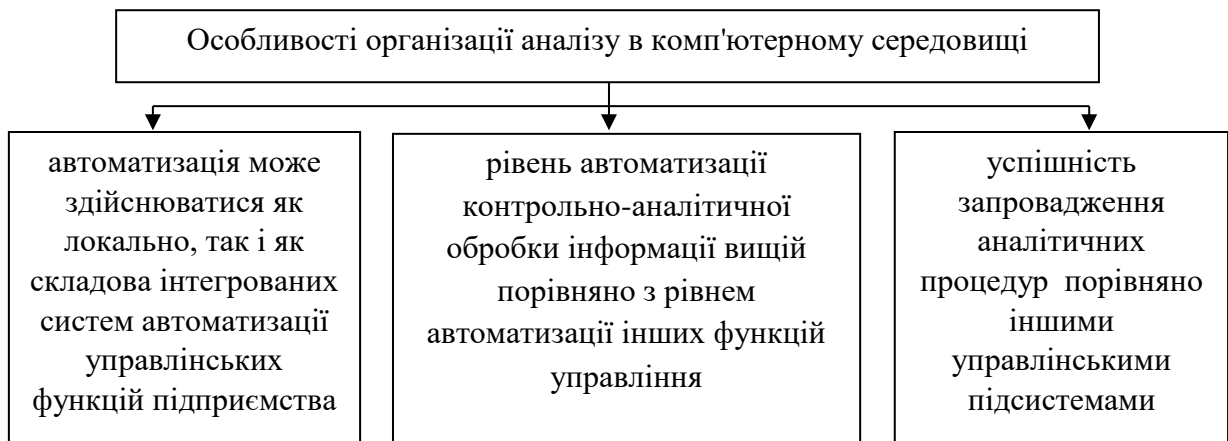 Особливості організації аналізу в комп'ютерному середовищі
автоматизація може
здійснюватися як
локально, так і як
складова інтегрованих
систем автоматизації
управлінських
функцій підприємства
рівень автоматизації
контрольно-аналітичної
обробки інформації вищій
порівняно з рівнем
автоматизації інших функцій
управління
успішність
запровадження
аналітичних
процедур порівняно
іншими
управлінськими
підсистемами